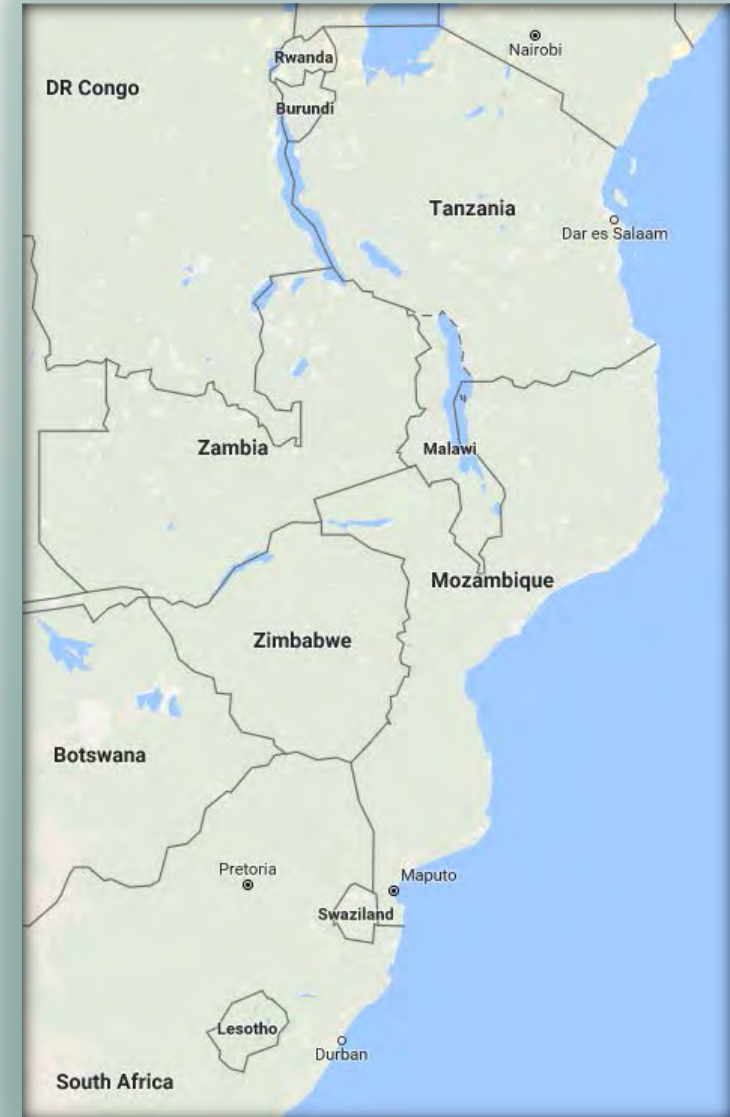 Nairobi
Rwanda
DR Congo
Burundi
Tanzania
Dar es Salaam
Zambia
Malawi
Mozambique
Zimbabwe
Botswana
Pretoria
Maputo
Swaziland
Lesotho
Durban
South Africa